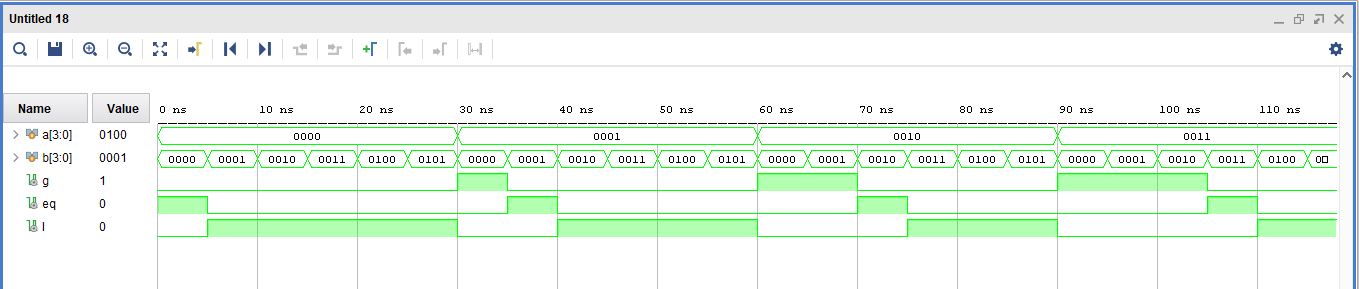 Untitled 18
Name Value 0 ns 10 ns 20 ns 30 ns 40 ns 50 ns 60 ns 70 ns 80 ns 90 ns 100 ns 110 ns
a[3:0] 0100 0000 0001 0010 0011
b[3:0] 0001 0000 0001 0010 0011 0100 0101 0000 0001 0010 0011 0100 0101 0000 0001 0010 0011 0100 0101 0000 0001 0010 0011 0100
g 1
eq 0
l 0